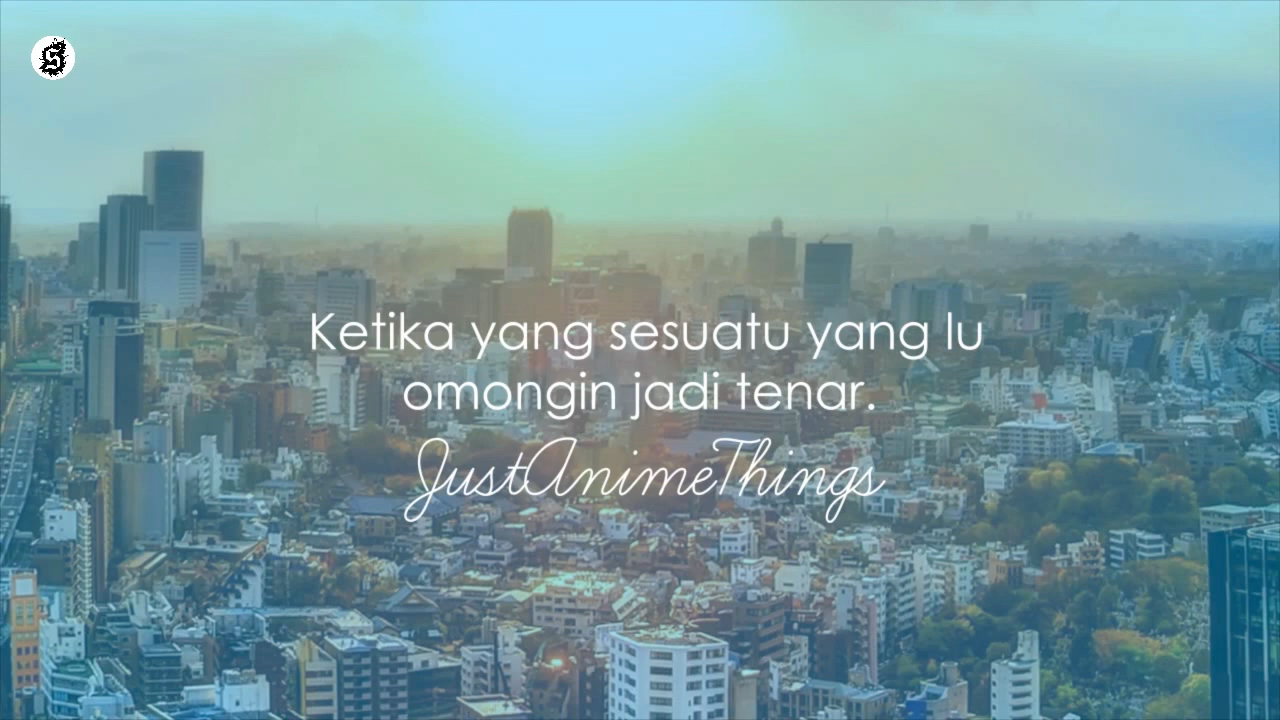 Ketika yang sesuatu yang lu
omongin jadi tenar.
JustAnimeThings